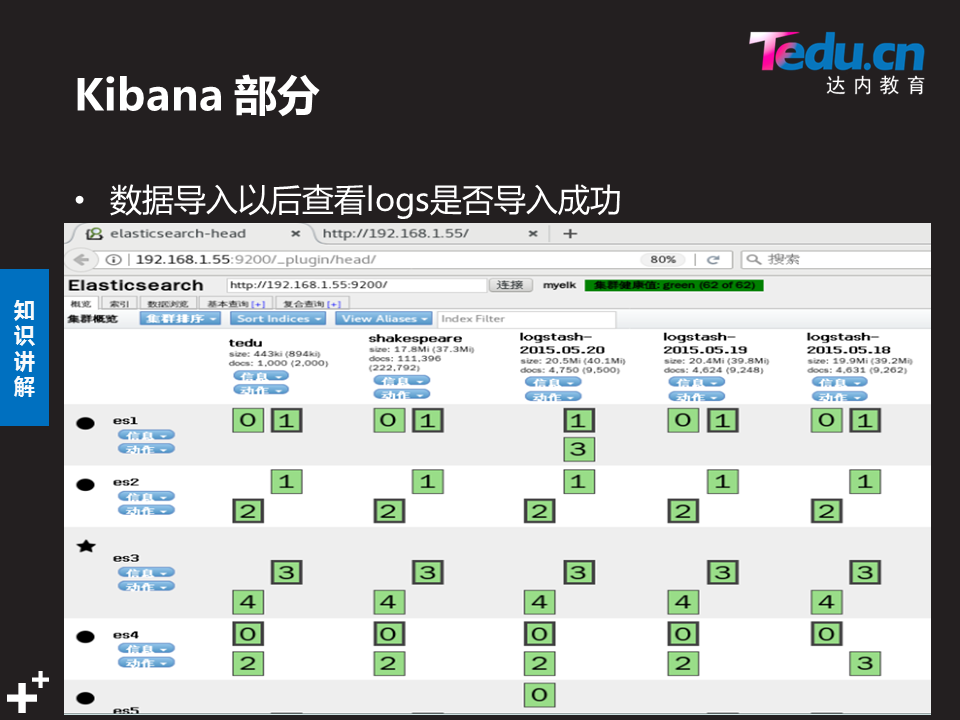 Tedu.cn
达内教育
Kibana 部分
• 数据导入以后查看logs是否导入成功
知识讲解
elasticsearch-head × http://192.168.1.55/ × +
192.168.1.55:9200/_plugin/head/ 80% 搜索
Elasticsearch http://192.168.1.55:9200/ 连接 myelk 集群健康值: green (62 of 62)
概览 索引 数据浏览 基本查询 [+] 复合查询 [+]
集群概览 集群排序 Sort Indices View Aliases Index Filter
tedu
size: 443ki (894ki)
docs: 1,000 (2,000)
信息
动作
shakespeare
size: 17.8Mi (37.3Mi)
docs: 111,396
(222,792)
信息
动作
logstash-
2015.05.20
size: 20.5Mi (40.1Mi)
docs: 4,750 (9,500)
信息
动作
logstash-
2015.05.19
size: 20.4Mi (39.8Mi)
docs: 4,624 (9,248)
信息
动作
logstash-
2015.05.18
size: 19.9Mi (39.2Mi)
docs: 4,631 (9,262)
信息
动作
es1
信息
动作
0 1 0 1 1 0 1 0 1
3
es2
信息
动作
1 1 1 1 1
2 2 2 2 2
es3
信息
动作
3 3 3 3 3
4 4 4 4 4
es4
信息
动作
0 0 0 0 0
2 2 2 2 3
es5
0